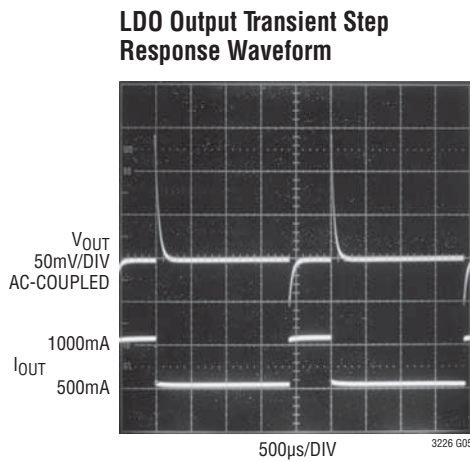 LDO Output Transient Step
Response Waveform
VOUT
50mV/DIV
AC-COUPLED
1000mA
IOUT
500mA
500µs/DIV
3226 G05